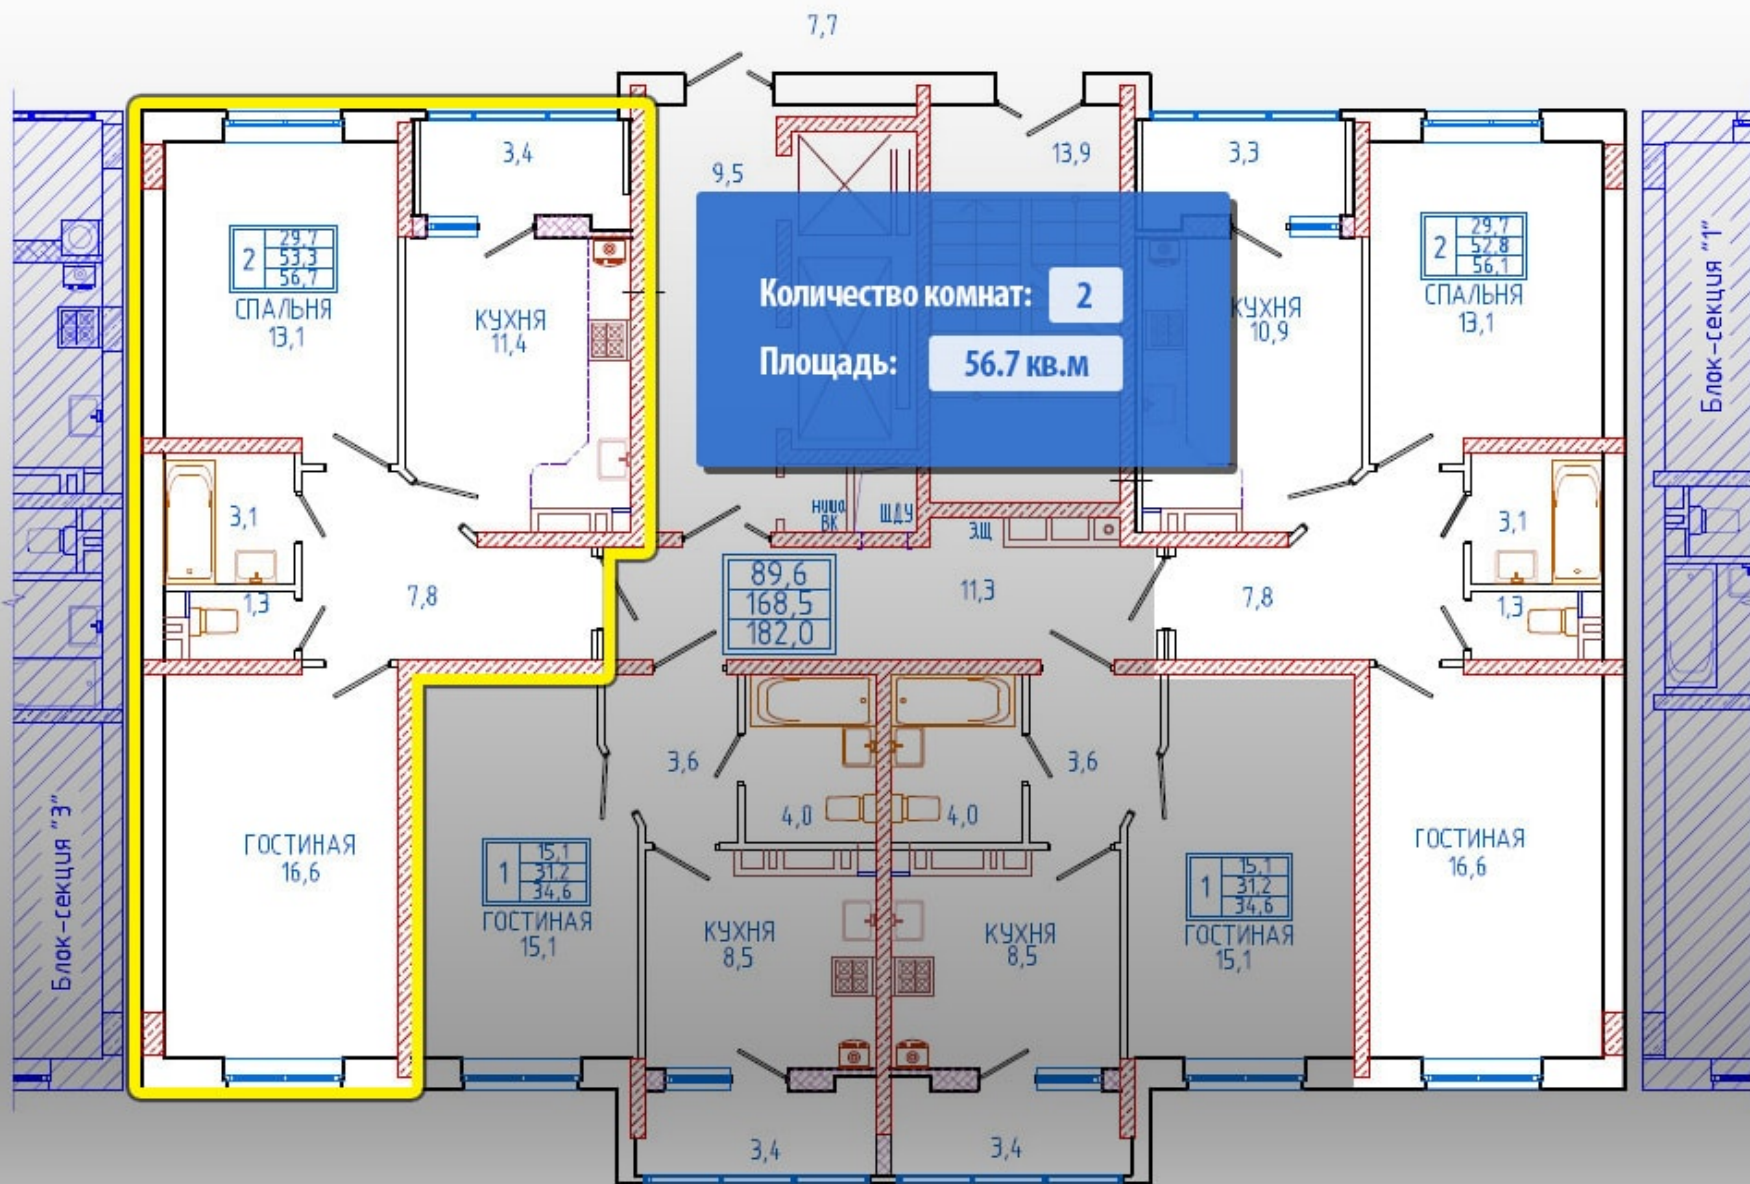 7,7
3,4
9,5
13,9
3,3
2
29,7
53,3
56,7
СПАЛЬНЯ
13,1
КУХНЯ
11,4
Количество комнат: 2
Площадь: 56.7 кв.м
КУХНЯ
10,9
2
29,7
52,8
56,1
СПАЛЬНЯ
13,1
Блок-секция "1"
3,1
ниша
ВК
ШДУ
ЭЩ
3,1
1,3
7,8
89,6
168,5
182,0
11,3
7,8
1,3
3,6
3,6
4,0
4,0
Блок-секция "3"
ГОСТИНАЯ
16,6
1
15,1
31,2
34,6
ГОСТИНАЯ
15,1
КУХНЯ
8,5
КУХНЯ
8,5
1
15,1
31,2
34,6
ГОСТИНАЯ
15,1
ГОСТИНАЯ
16,6
3,4
3,4